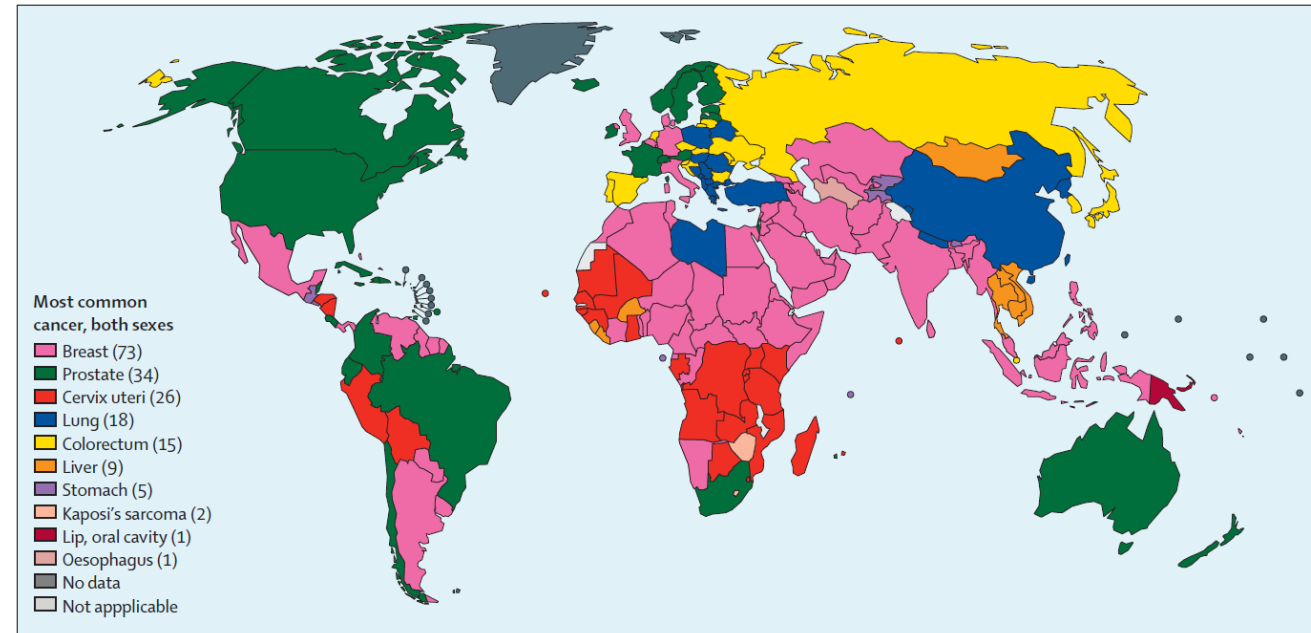 Most common
cancer, both sexes
Breast (73)
Prostate (34)
Cervix uteri (26)
Lung (18)
Colorectum (15)
Liver (9)
Stomach (5)
Kaposi's sarcoma (2)
Lip, oral cavity (1)
Oesophagus (1)
No data
Not appplicable